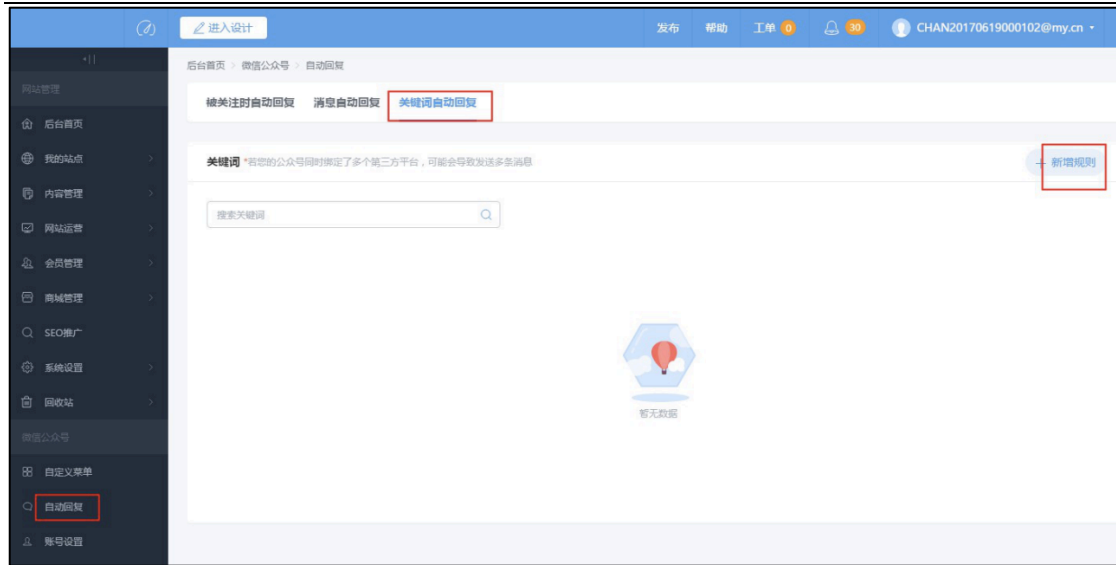 进入设计
发布 帮助 工单 0 30 CHAN20170619000102@my.cn
后台首页 > 微信公众号 > 自动回复
网站管理
后台首页
我的站点
内容管理
网站运营
会员管理
商城管理
SEO推广
系统设置
回收站
微信公众号
自定义菜单
自动回复
账号设置
被关注时自动回复 消息自动回复 关键词自动回复
关键词 *若您的公众号同时绑定了多个第三方平台，可能会导致发送多条消息
+ 新增规则
搜索关键词
暂无数据